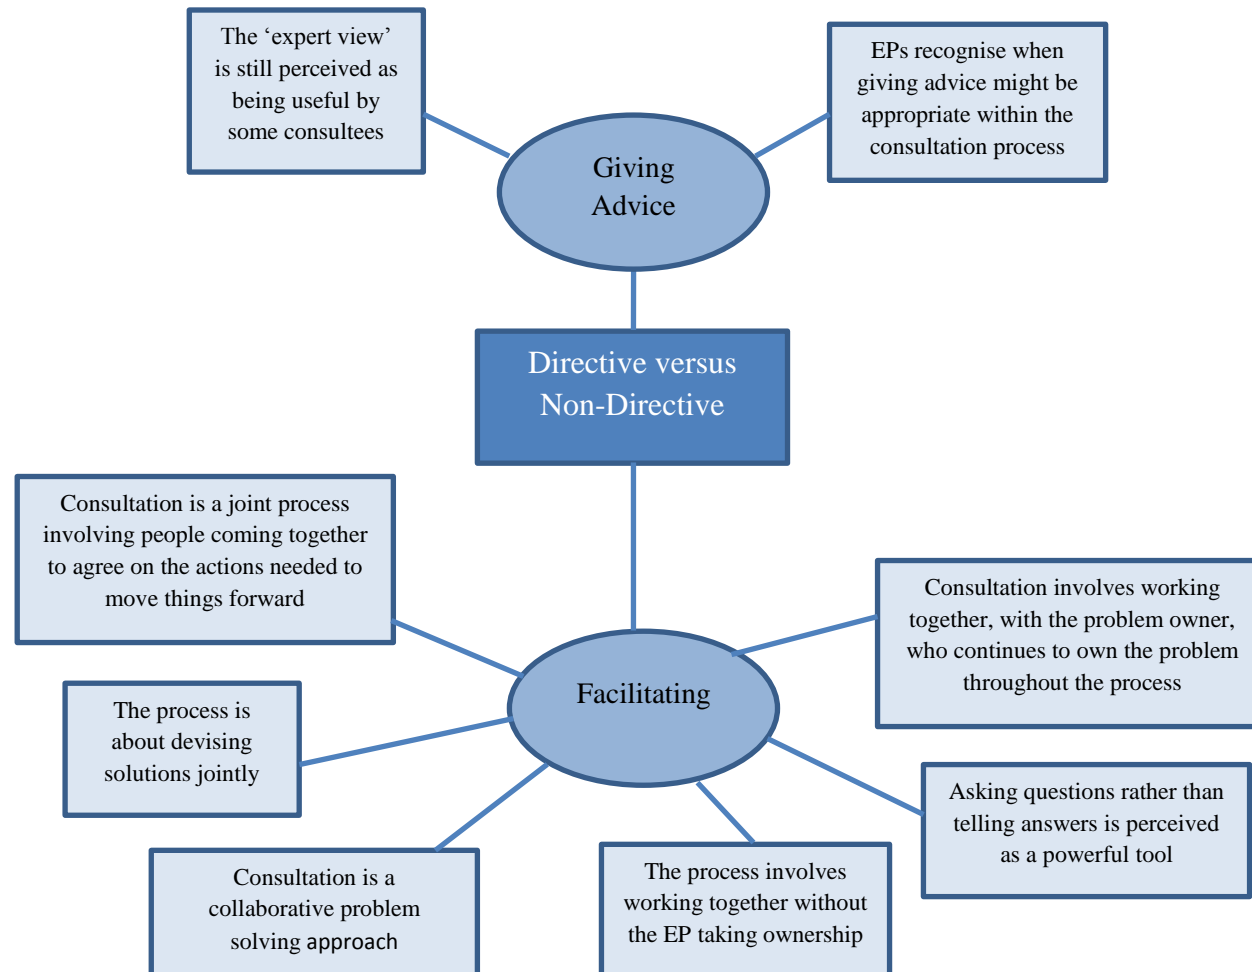 The ‘expert view’
is still perceived as
being useful by
some consultees
EPs recognise when
giving advice might be
appropriate within the
consultation process
Giving
Advice
Directive versus
Non-Directive
Consultation is a joint process
involving people coming together
to agree on the actions needed to
move things forward
Consultation involves working
together, with the problem owner,
who continues to own the problem
throughout the process
Facilitating
The process is
about devising
solutions jointly
Asking questions rather than
telling answers is perceived
as a powerful tool
Consultation is a
collaborative problem
solving approach
The process involves
working together without
the EP taking ownership